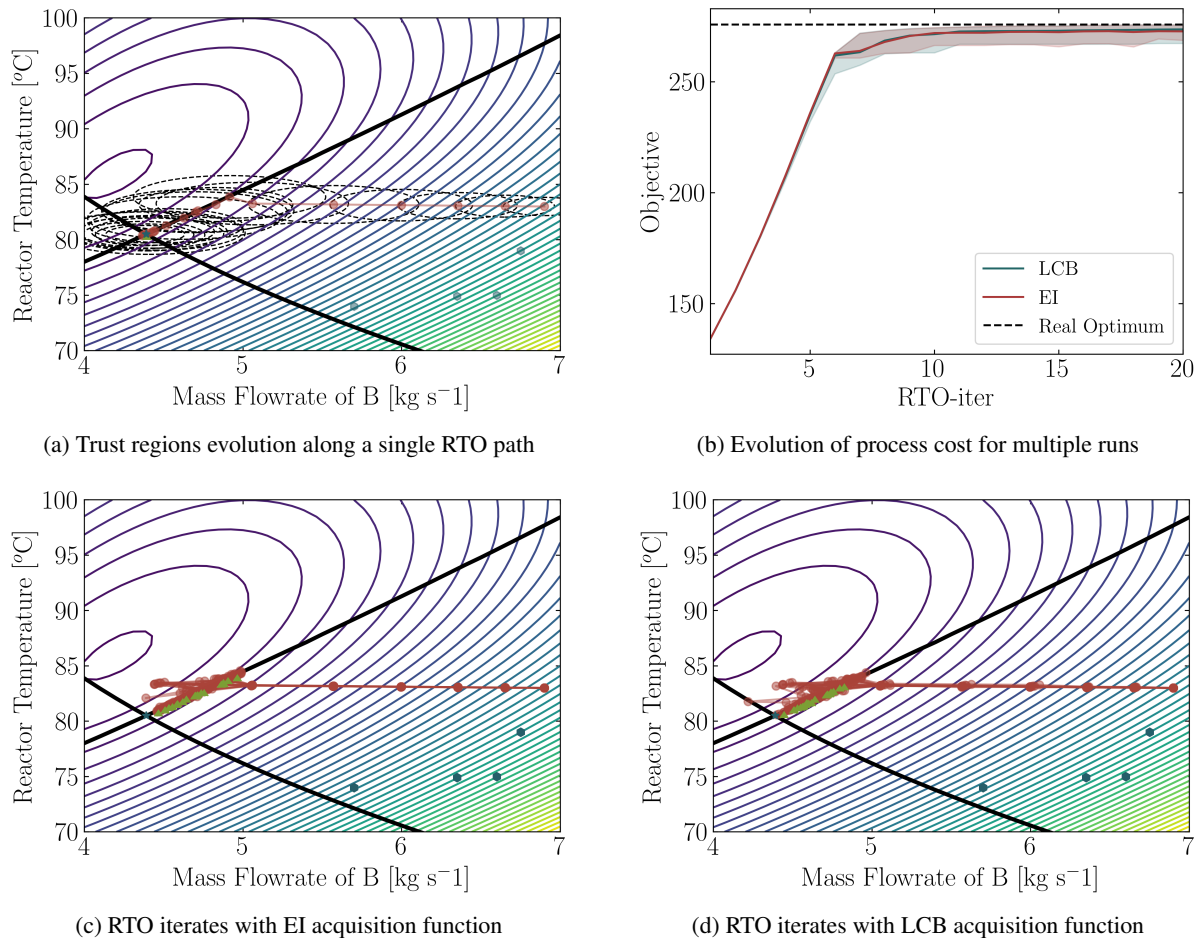 100
95
90
85
80
75
70
4 5 6 7
Reactor Temperature [°C]
Mass Flowrate of B [kg s−1]
(a) Trust regions evolution along a single RTO path
250
200
150
5 10 15 20
Objective
RTO-iter
LCB
EI
Real Optimum
(b) Evolution of process cost for multiple runs
100
95
90
85
80
75
70
4 5 6 7
Reactor Temperature [°C]
Mass Flowrate of B [kg s−1]
(c) RTO iterates with EI acquisition function
100
95
90
85
80
75
70
4 5 6 7
Reactor Temperature [°C]
Mass Flowrate of B [kg s−1]
(d) RTO iterates with LCB acquisition function